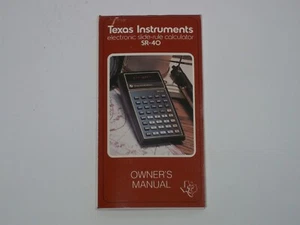 Texas Instruments
electronic slide-rule calculator
SR-40
OWNER'S
MANUAL